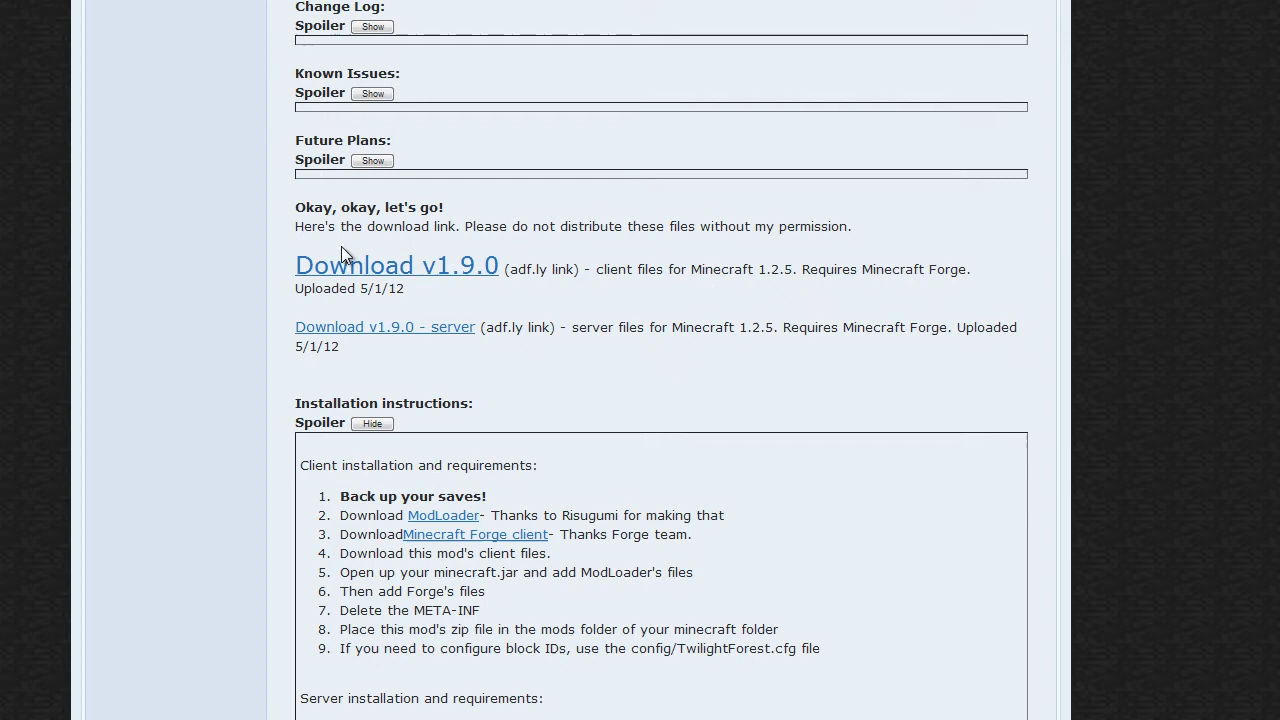 Change Log:
Spoiler Show
Known Issues:
Spoiler Show
Future Plans:
Spoiler Show
Okay, okay, let's go!
Here's the download link. Please do not distribute these files without my permission.
Download v1.9.0 (adf.ly link) - client files for Minecraft 1.2.5. Requires Minecraft Forge.
Uploaded 5/1/12
Download v1.9.0 - server (adf.ly link) - server files for Minecraft 1.2.5. Requires Minecraft Forge. Uploaded
5/1/12
Installation instructions:
Spoiler Hide
Client installation and requirements:
1. Back up your saves!
2. Download ModLoader- Thanks to Risugumi for making that
3. DownloadMinecraft Forge client- Thanks Forge team.
4. Download this mod's client files.
5. Open up your minecraft.jar and add ModLoader's files
6. Then add Forge's files
7. Delete the META-INF
8. Place this mod's zip file in the mods folder of your minecraft folder
9. If you need to configure block IDs, use the config/TwilightForest.cfg file
Server installation and requirements: